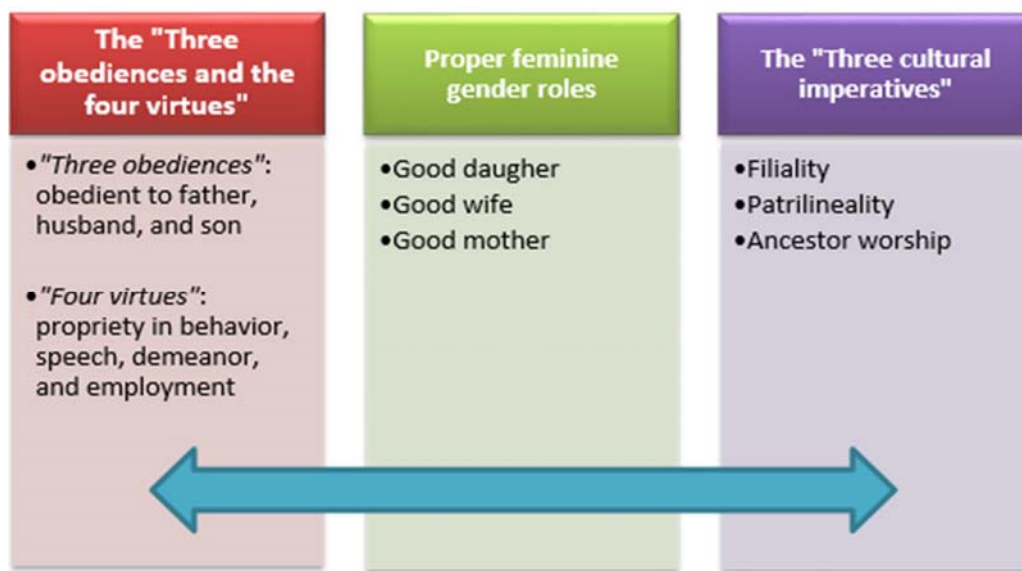 The "Three
obediences and the
four virtues"
•"Three obediences":
obedient to father,
husband, and son
•"Four virtues":
propriety in behavior,
speech, demeanor,
and employment
Proper feminine
gender roles
•Good daugher
•Good wife
•Good mother
The "Three cultural
imperatives"
•Filiality
•Patrilineality
•Ancestor worship